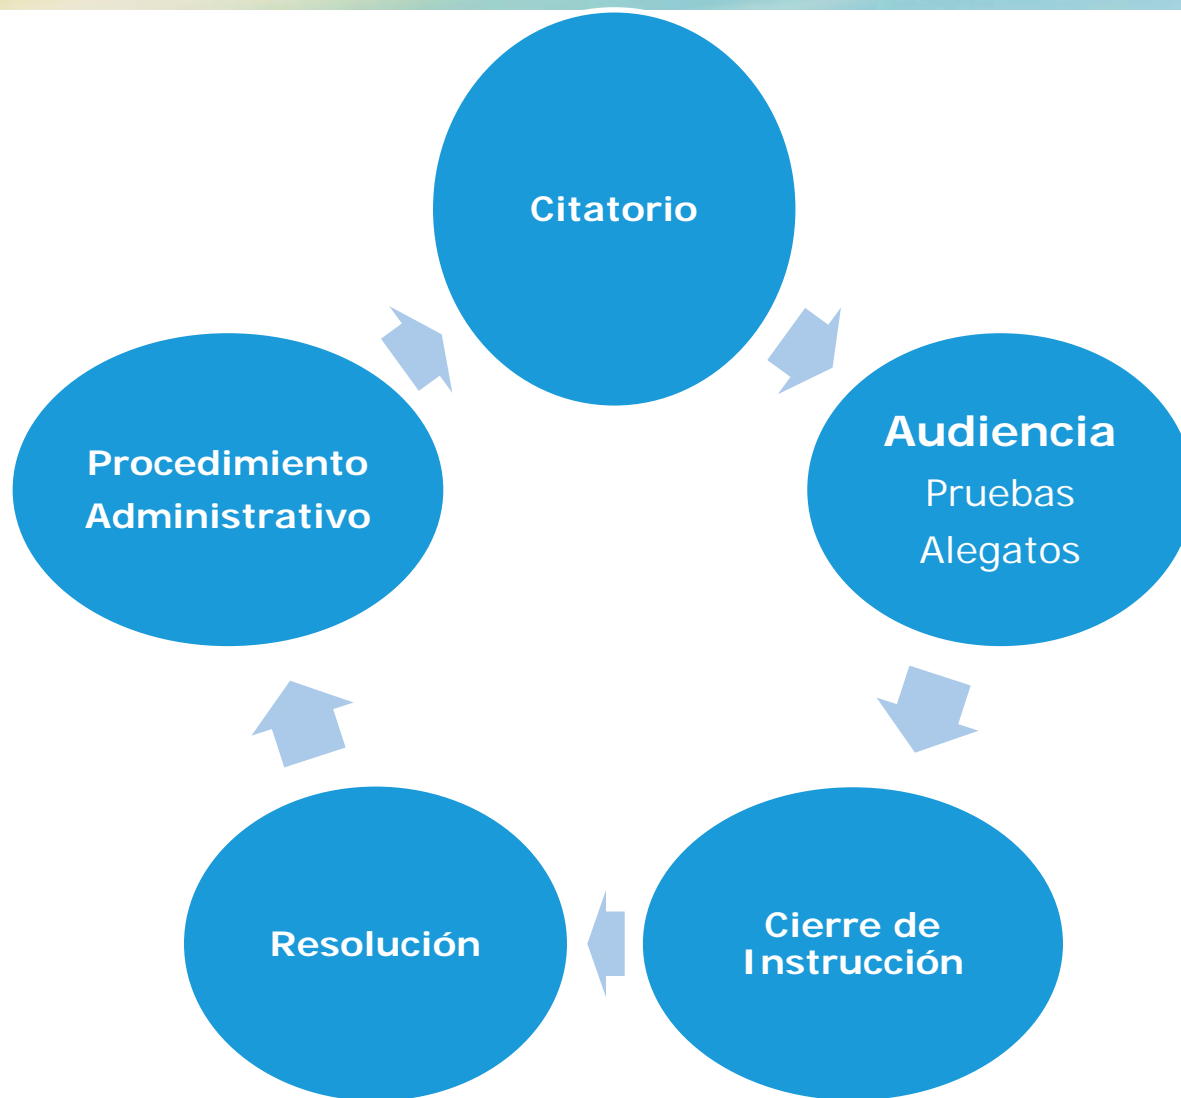 Citatorio
Audiencia
Pruebas
Alegatos
Cierre de
Instrucción
Resolución
Procedimiento
Administrativo